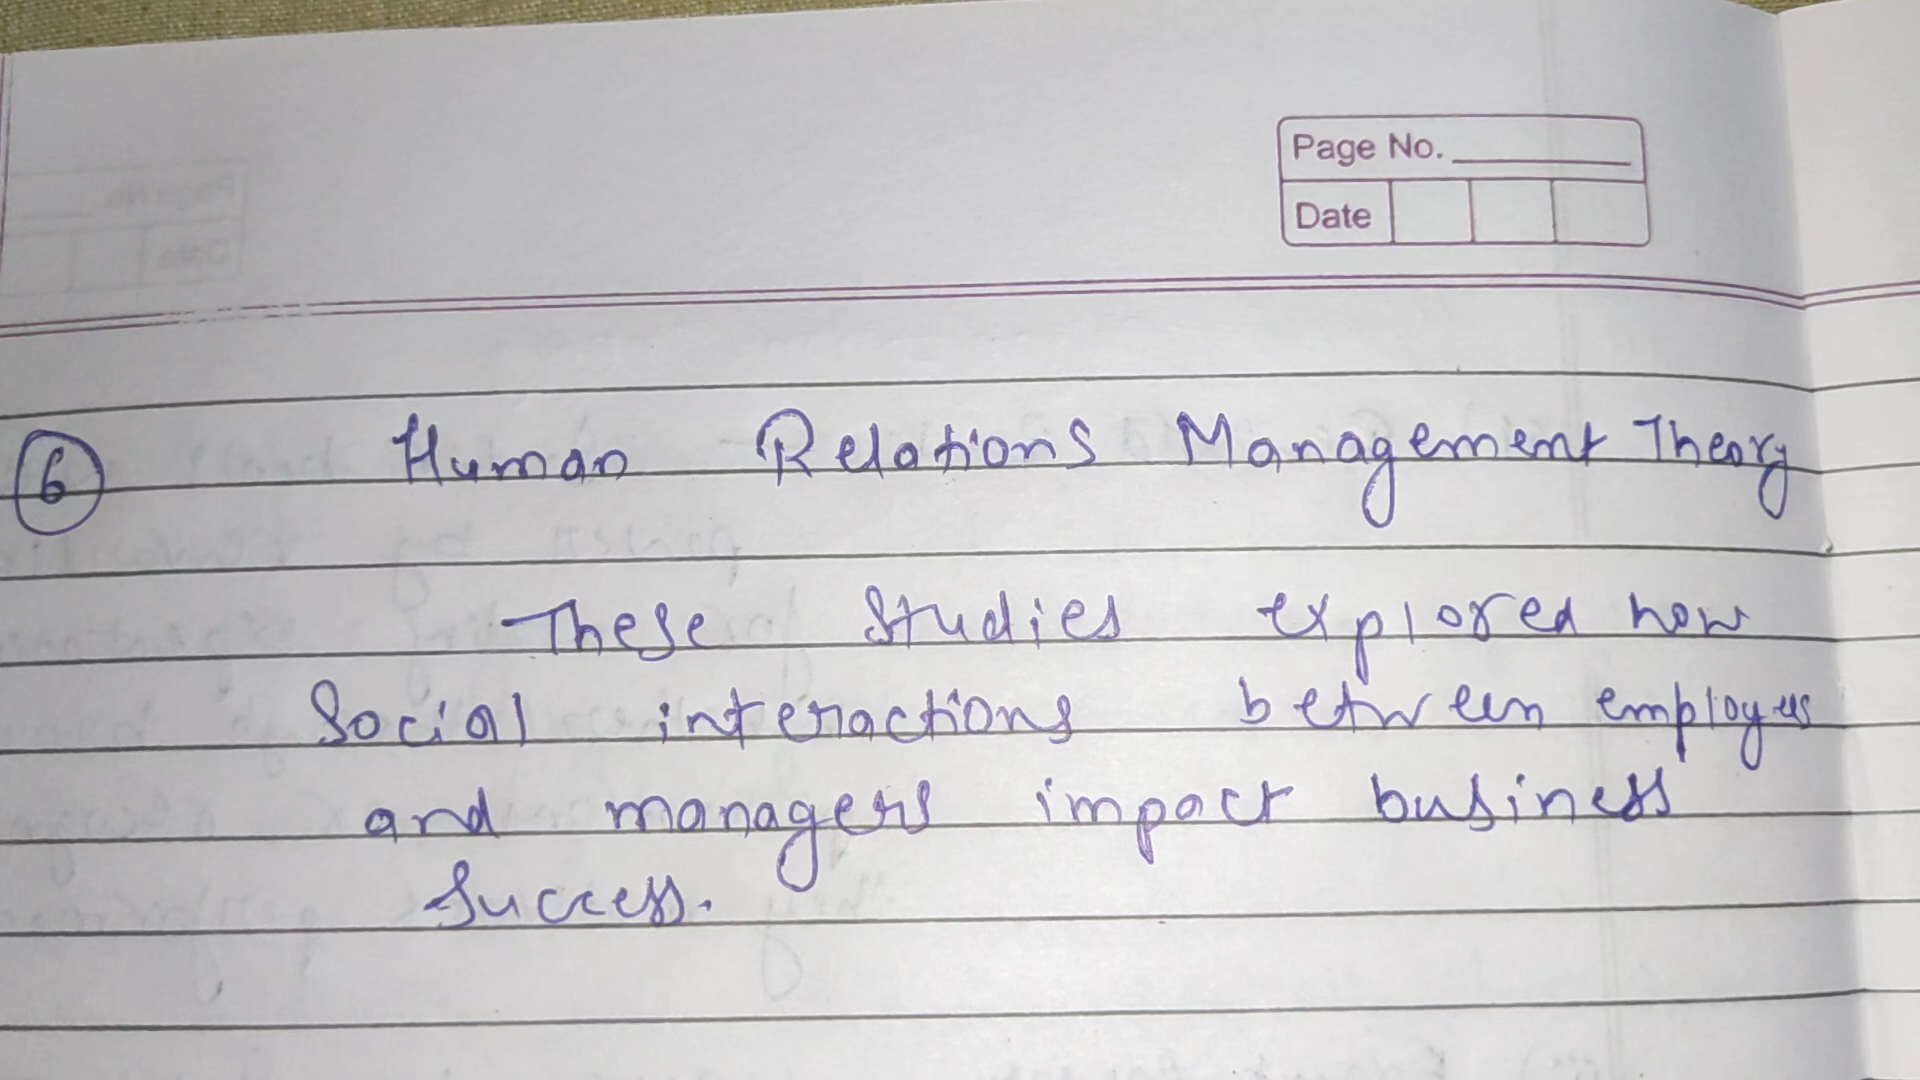 Page No.
Date
6 Human Relations Management Theory
These Studies explored how
Social interactions between employees
and managers impact business
Success.